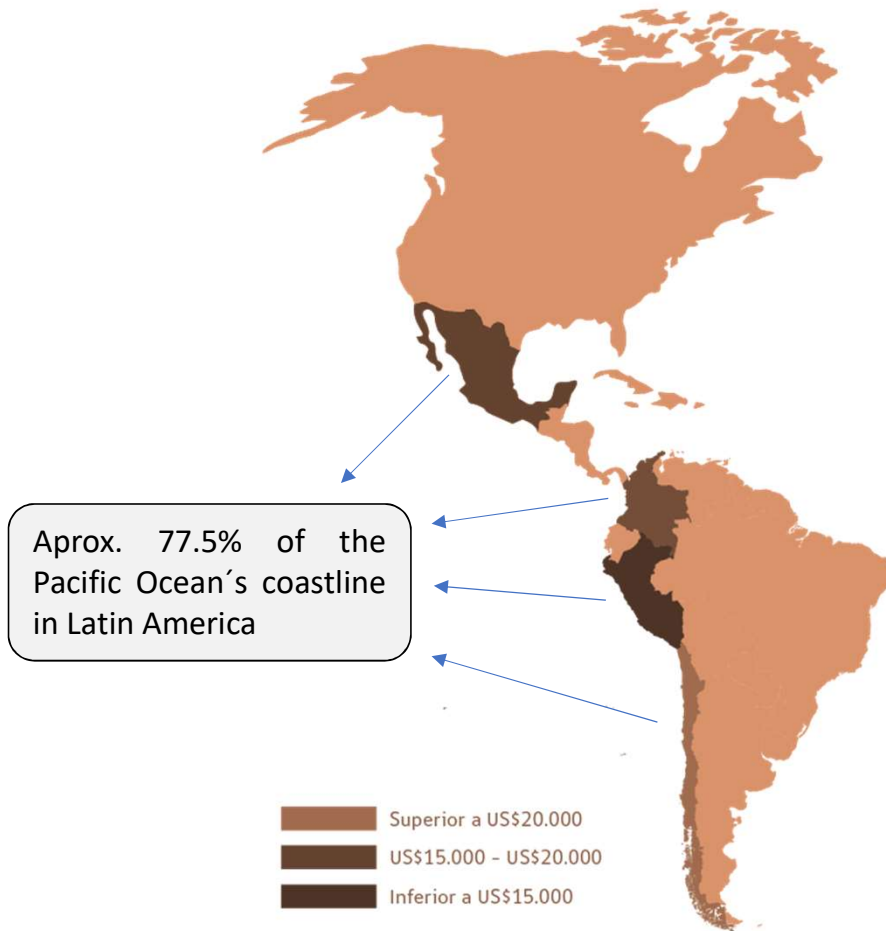 Aprox. 77.5% of the
Pacific Ocean´s coastline
in Latin America
Superior a US$20.000
US$15.000 - US$20.000
Inferior a US$15.000